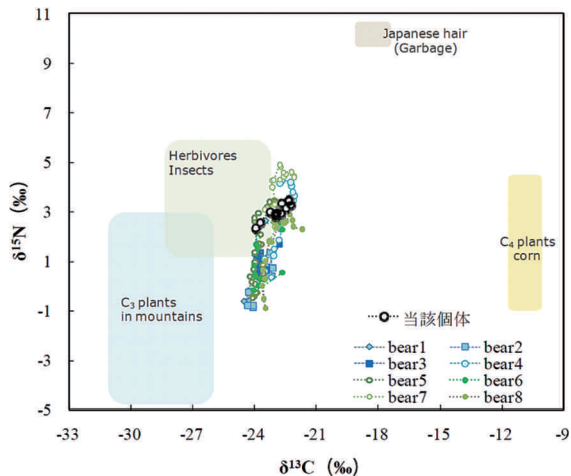 11
9
7
5
3
1
-1
-3
-5
δ15N (‰)
Japanese hair
(Garbage)
Herbivores
Insects
C3 plants
in mountains
C4 plants
corn
当該個体
bear1 bear2
bear3 bear4
bear5 bear6
bear7 bear8
-33 -30 -27 -24 -21 -18 -15 -12 -9
δ13C (‰)